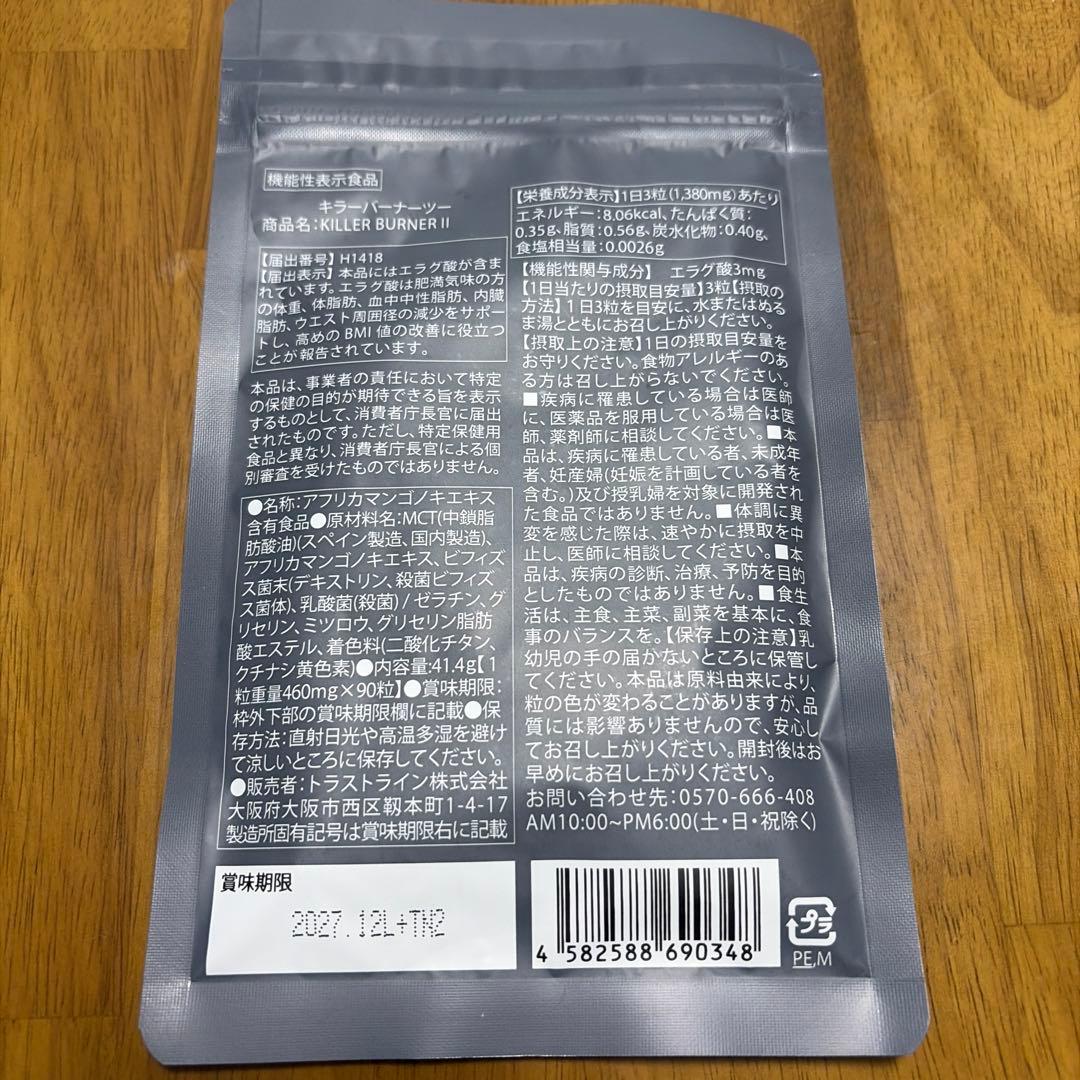 機能性表示食品
キラーバーナーツー
商品名:KILLER BURNER II
【届出番号】H1418
【届出表示】本品にはエラグ酸が含ま
れています。エラグ酸は肥満気味の方
の体重、体脂肪、血中中性脂肪、内臓
脂肪、ウエスト周囲径の減少をサポー
トし、高めのBMI値の改善に役立つ
ことが報告されています。
本品は、事業者の責任において特定
の保健の目的が期待できる旨を表示
するものとして、消費者庁長官に届出
されたものです。ただし、特定保健用
食品と異なり、消費者庁長官による個
別審査を受けたものではありません。
●名称:アフリカマンゴノキエキス
含有食品●原材料名:MCT(中鎖脂
肪酸油)(スペイン製造、国内製造)、
アフリカマンゴノキエキス、ビフィズ
ス菌末(デキストリン、殺菌ビフィズ
ス菌体)、乳酸菌(殺菌)/ゼラチン、グ
リセリン、ミツロウ、グリセリン脂肪
酸エステル、着色料(二酸化チタン、
クチナシ黄色素)●内容量:41.4g【1
粒重量460mg×90粒】●賞味期限:
枠外下部の賞味期限欄に記載●保
存方法:直射日光や高温多湿を避け
て涼しいところに保存してください。
●販売者:トラストライン株式会社
大阪府大阪市西区靱本町1-4-17
製造所固有記号は賞味期限右に記載
【栄養成分表示】1日3粒(1,380mg)あたり
エネルギー:8.06kcal、たんぱく質:
0.35g、脂質:0.56g、炭水化物:0.40g、
食塩相当量:0.0026g
【機能性関与成分】 エラグ酸3mg
【1日当たりの摂取目安量】3粒【摂取の
方法】1日3粒を目安に、水またはぬる
ま湯とともにお召し上がりください。
【摂取上の注意】1日の摂取目安量を
お守りください。食物アレルギーのあ
る方は召し上がらないでください。
■疾病に罹患している場合は医師
に、医薬品を服用している場合は医
師、薬剤師に相談してください。■本
品は、疾病に罹患している者、未成年
者、妊産婦(妊娠を計画している者を
含む。)及び授乳婦を対象に開発され
た食品ではありません。■体調に異
変を感じた際は、速やかに摂取を中
止し、医師に相談してください。■本
品は、疾病の診断、治療、予防を目的
としたものではありません。■食生
活は、主食、主菜、副菜を基本に、食
事のバランスを。【保存上の注意】乳
幼児の手の届かないところに保管し
てください。本品は原料由来により、
粒の色が変わることがありますが、品
質には影響ありませんので、安心し
てお召し上がりください。開封後はお
早めにお召し上がりください。
お問い合わせ先:0570-666-408
AM10:00~PM6:00(土・日・祝除く)
賞味期限
2027.12L+TN2
4 582588 690348
プラ
PE,M